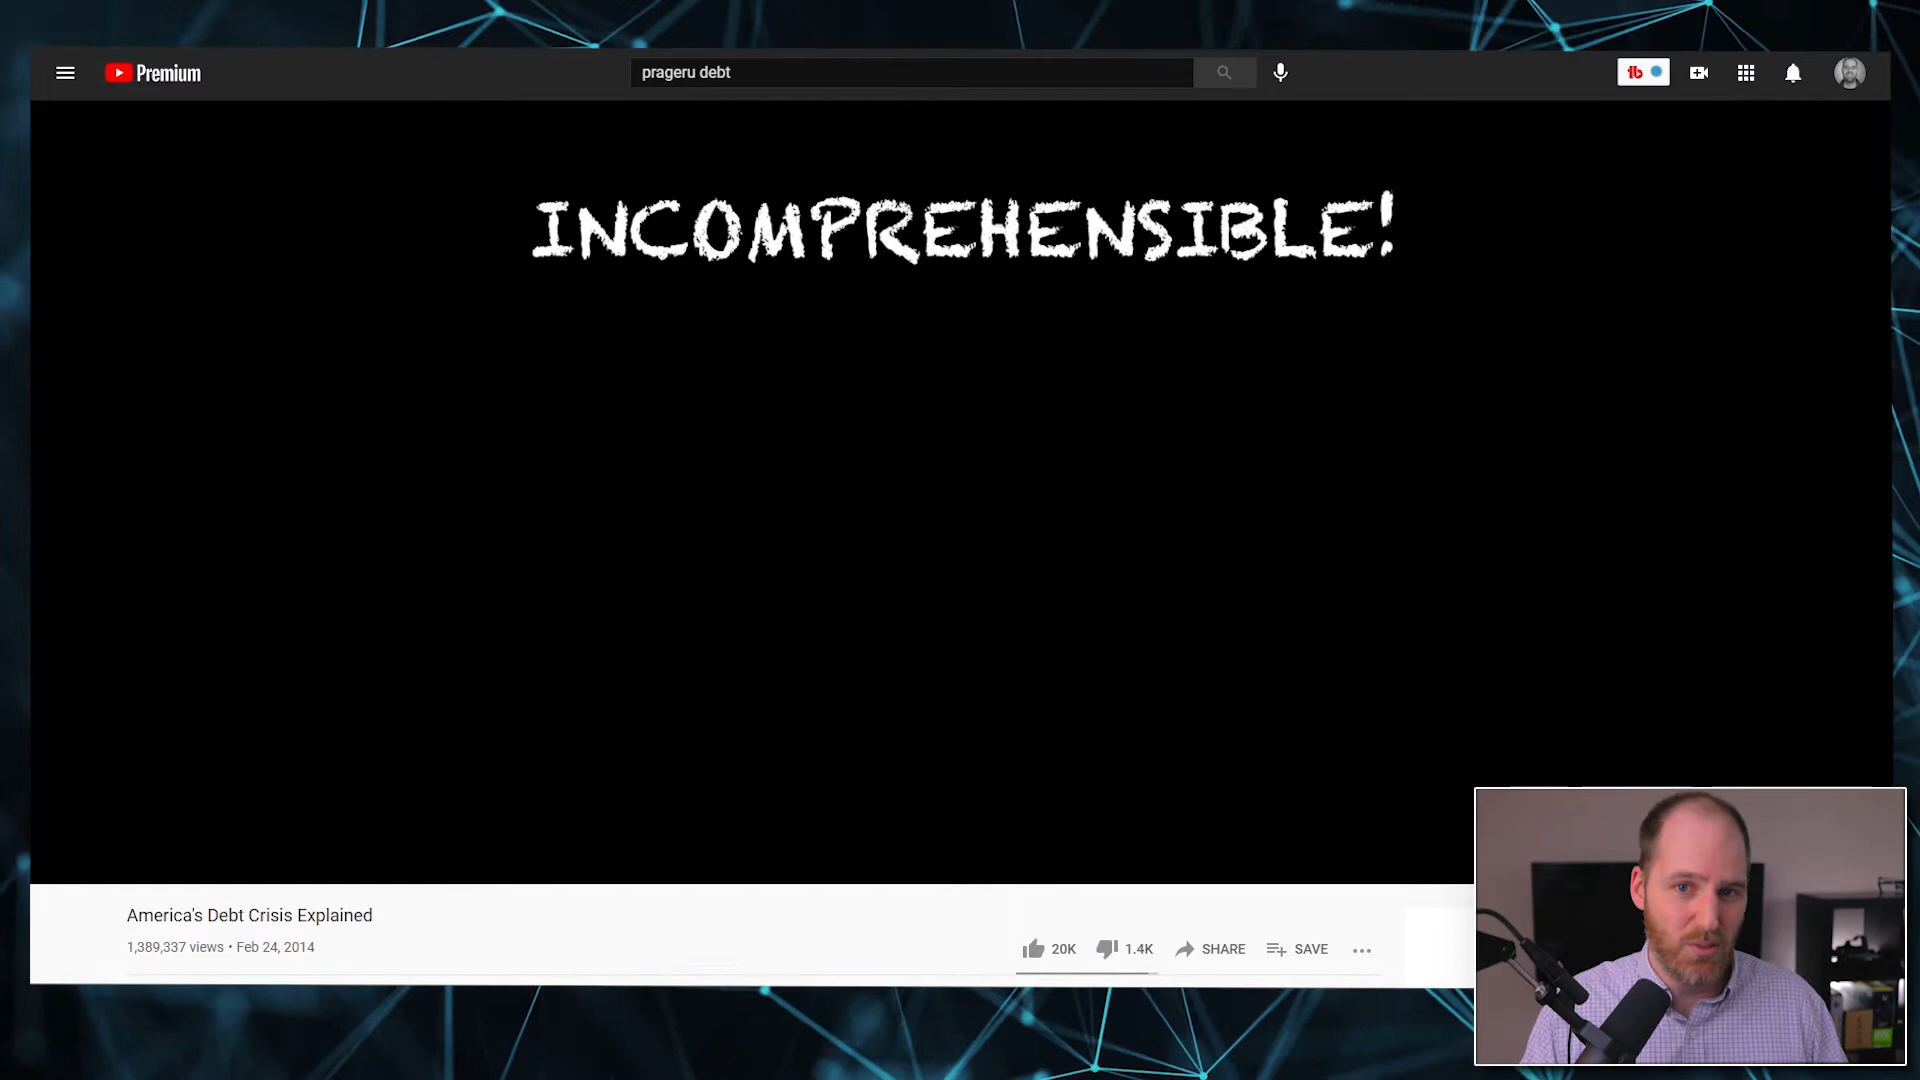 Premium
prageru debt
tb
INCOMPREHENSIBLE!
America's Debt Crisis Explained
1,389,337 views • Feb 24, 2014
20K
1.4K
SHARE
SAVE